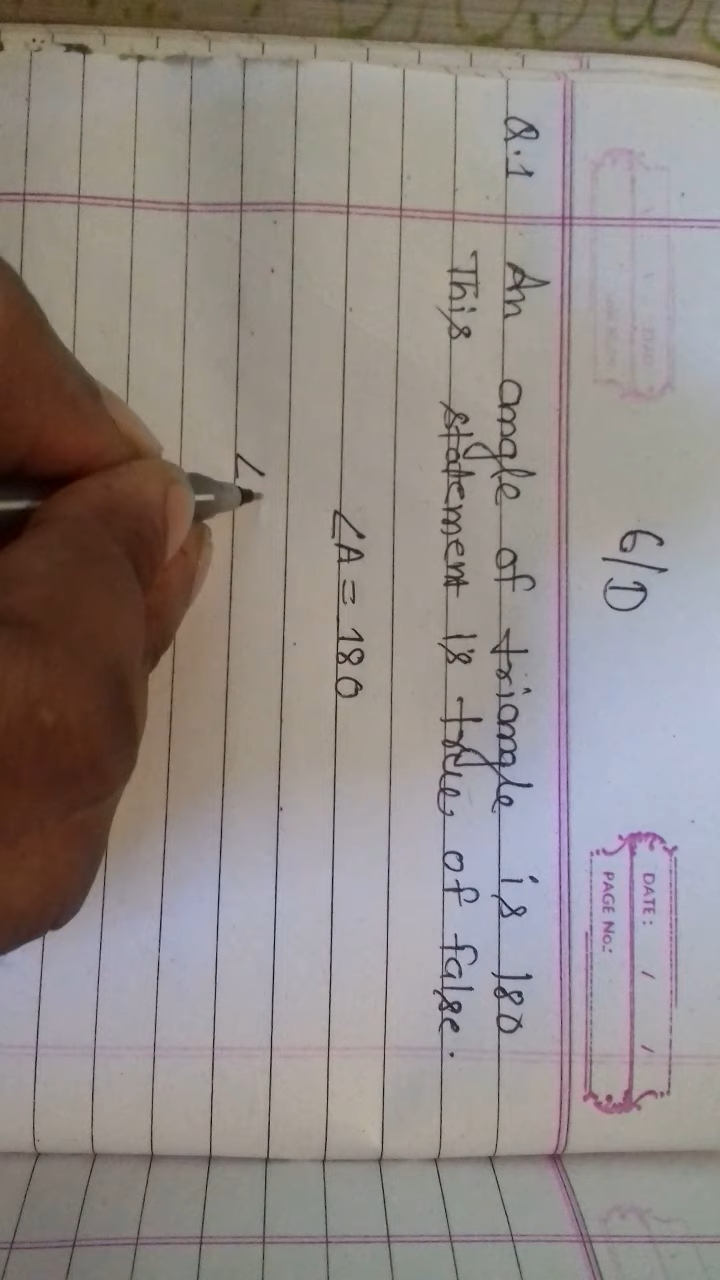 6/D
DATE: / /
PAGE No.:
Q.1 An angle of triangle is 180
This statement is true, of false.
∠A = 180
∠